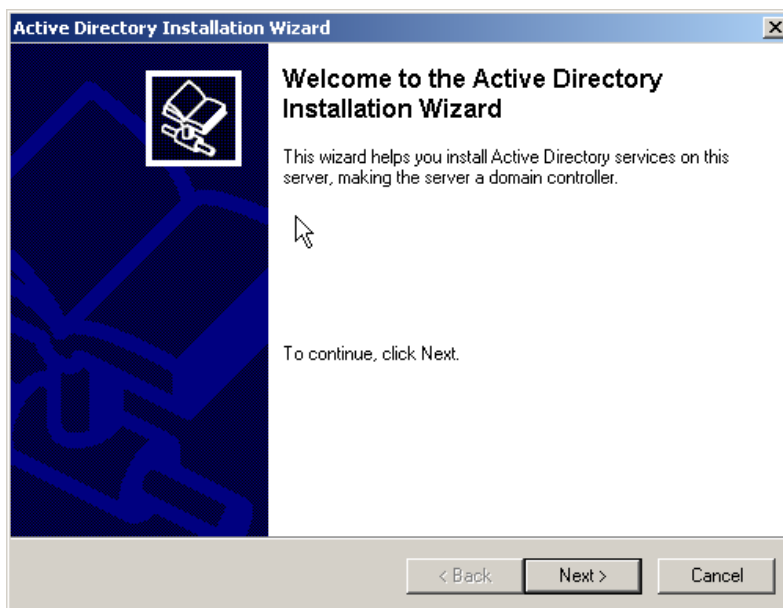 Active Directory Installation Wizard
Welcome to the Active Directory
Installation Wizard
This wizard helps you install Active Directory services on this
server, making the server a domain controller.
To continue, click Next.
< Back Next > Cancel